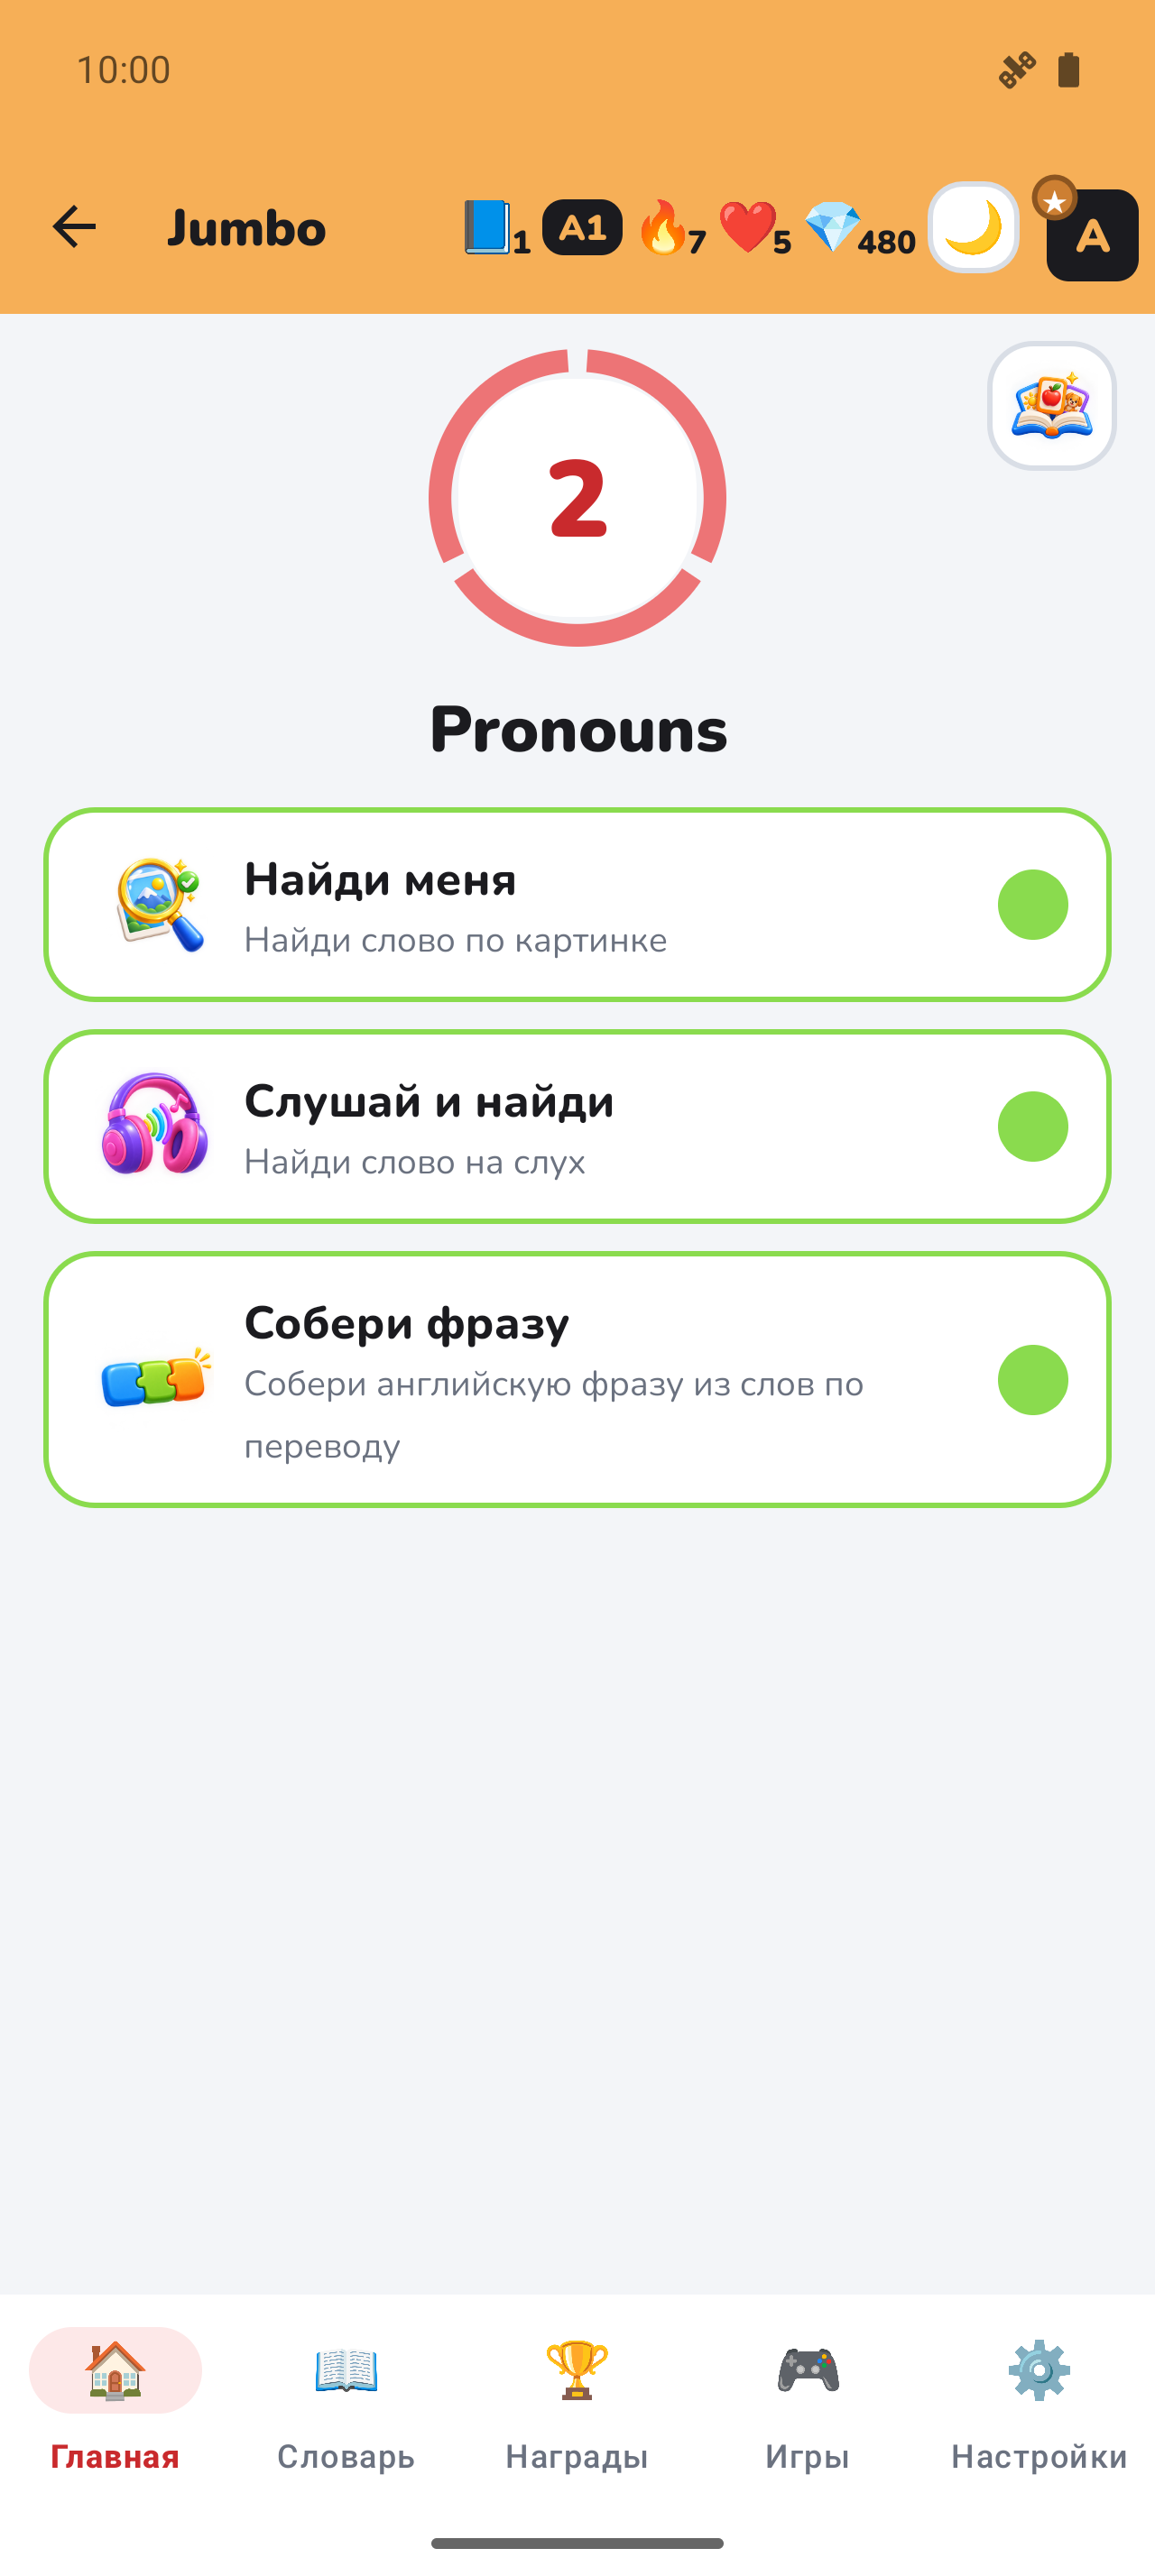 10:00
Jumbo
1
A1
7
5
480
A
2
Pronouns
Найди меня
Найди слово по картинке
Слушай и найди
Найди слово на слух
Собери фразу
Собери английскую фразу из слов по
переводу
Главная
Словарь
Награды
Игры
Настройки